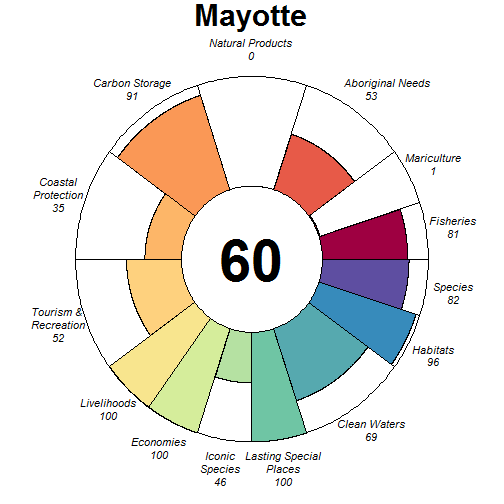 Mayotte
Natural Products
0
Carbon Storage
91
Aboriginal Needs
53
Mariculture
1
Coastal
Protection
35
Fisheries
81
60
Species
82
Tourism &
Recreation
52
Habitats
96
Livelihoods
100
Clean Waters
69
Economies
100
Iconic
Species
46
Lasting Special
Places
100